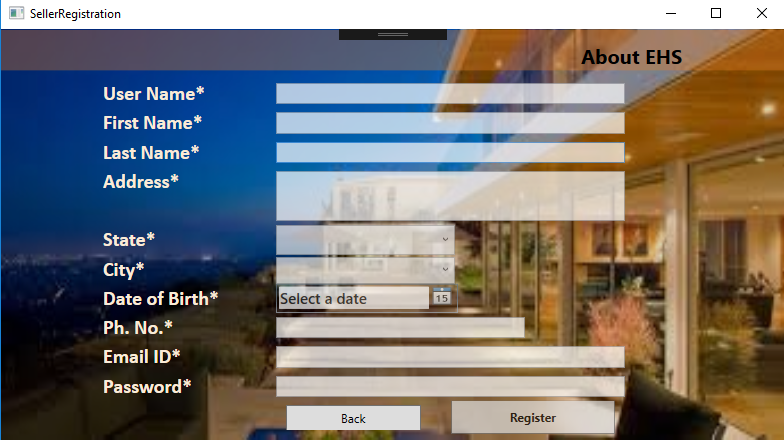 SellerRegistration
About EHS
User Name*
First Name*
Last Name*
Address*
State*
City*
Date of Birth* Select a date 15
Ph. No.*
Email ID*
Password*
Back Register